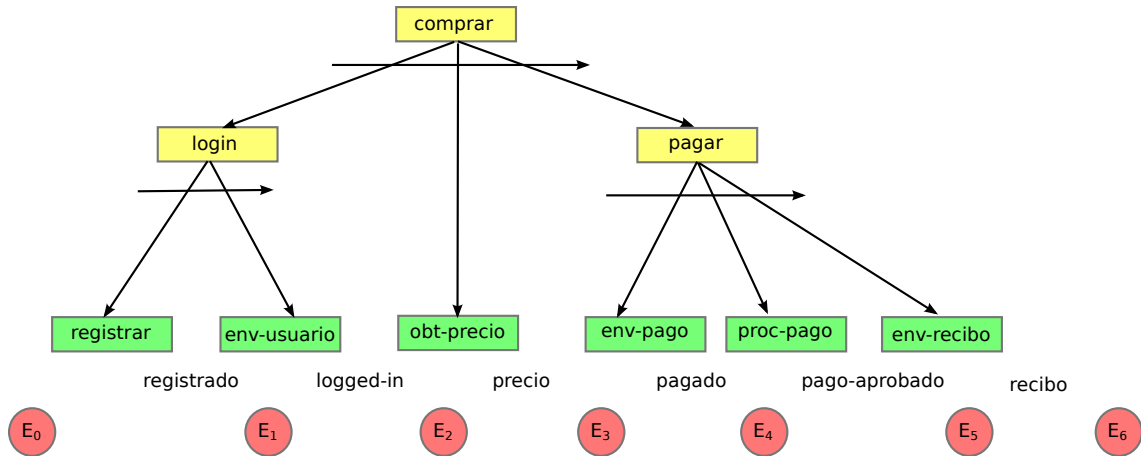 comprar
login
pagar
registrar
env-usuario
obt-precio
env-pago
proc-pago
env-recibo
registrado
logged-in
precio
pagado
pago-aprobado
recibo
E₀
E₁
E₂
E₃
E₄
E₅
E₆